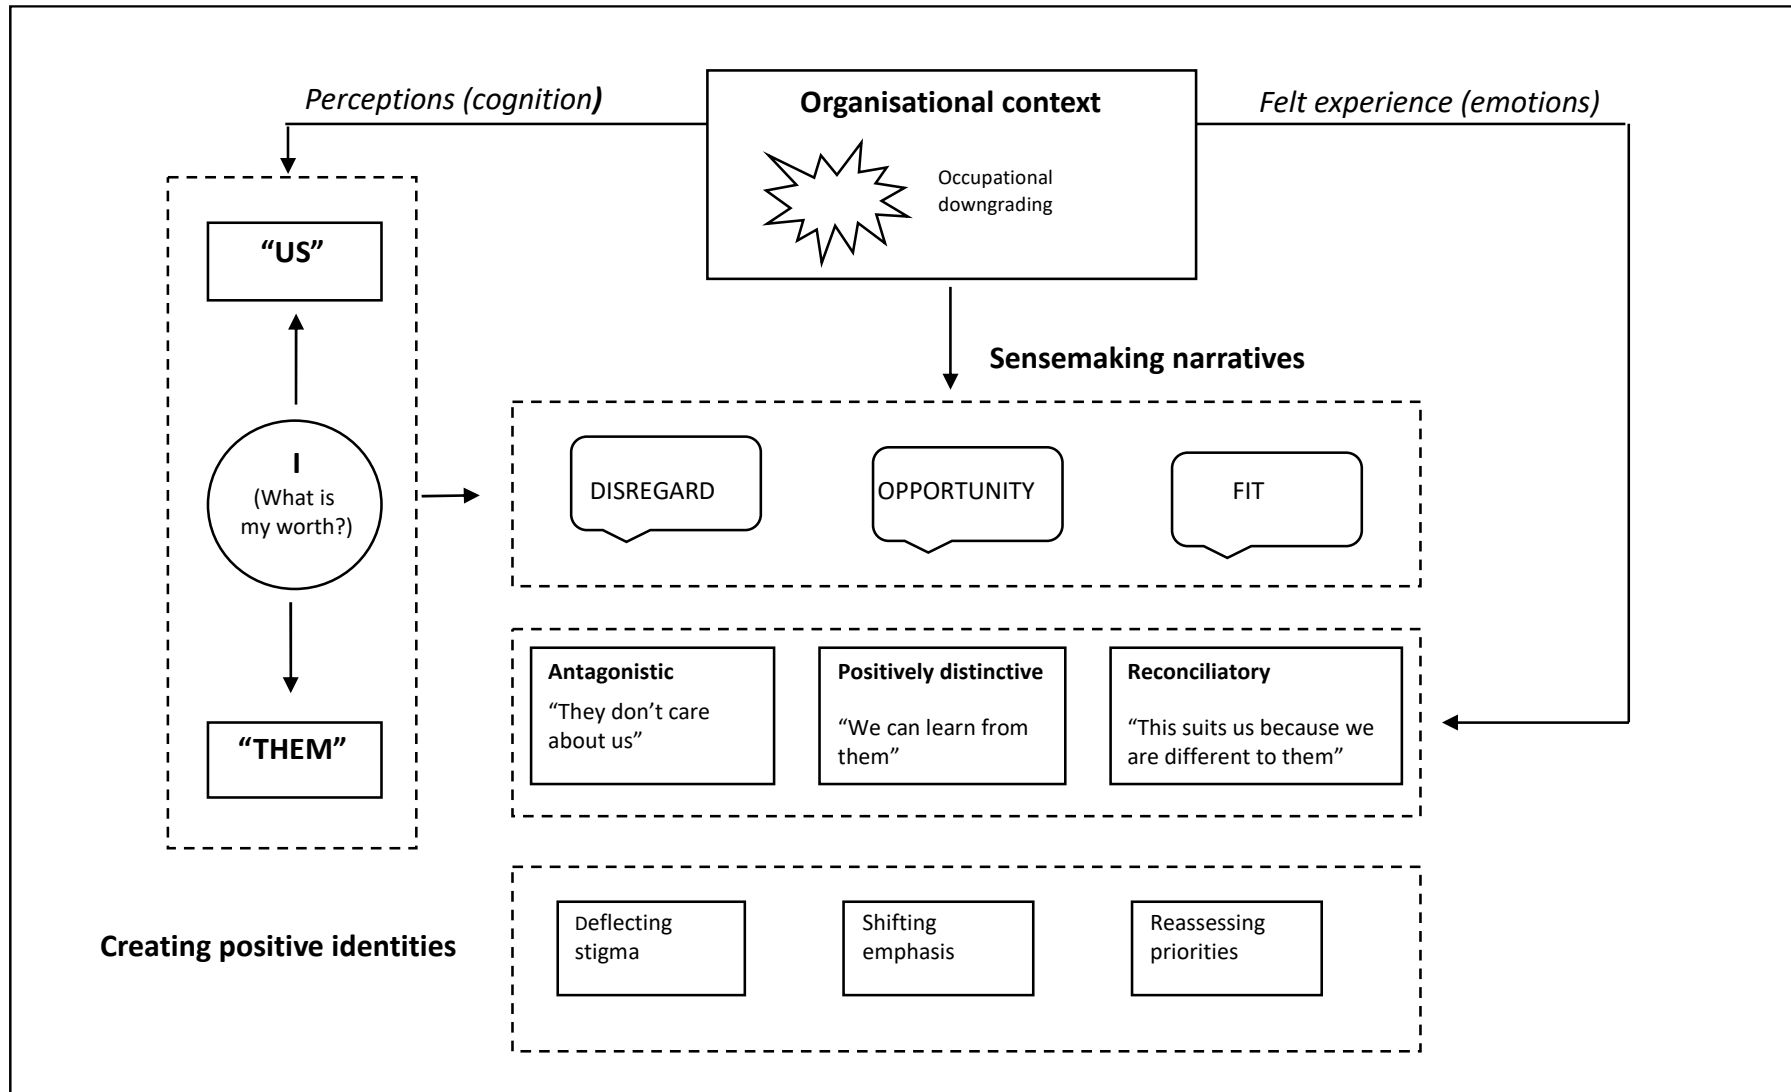 Perceptions (cognition)
Organisational context
Felt experience (emotions)
Occupational
downgrading
“US”
I
(What is
my worth?)
“THEM”
Sensemaking narratives
DISREGARD
OPPORTUNITY
FIT
Antagonistic
“They don’t care
about us”
Positively distinctive
“We can learn from
them”
Reconciliatory
“This suits us because we
are different to them”
Creating positive identities
Deflecting
stigma
Shifting
emphasis
Reassessing
priorities